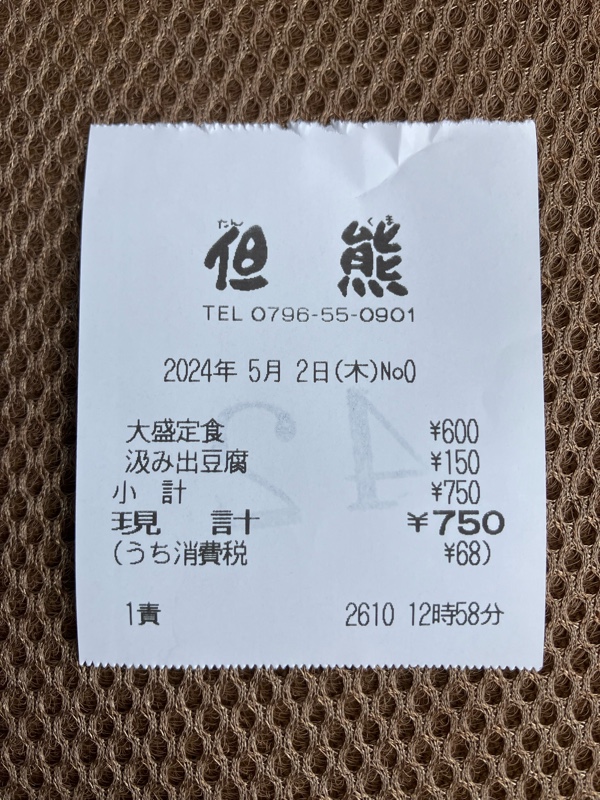 たん くま
但 熊
TEL 0796-55-0901
2024年 5月 2日(木)No0
大盛定食 ¥600
汲み出豆腐 ¥150
小 計 ¥750
現 計 ¥750
(うち消費税 ¥68)
1責 2610 12時58分
42